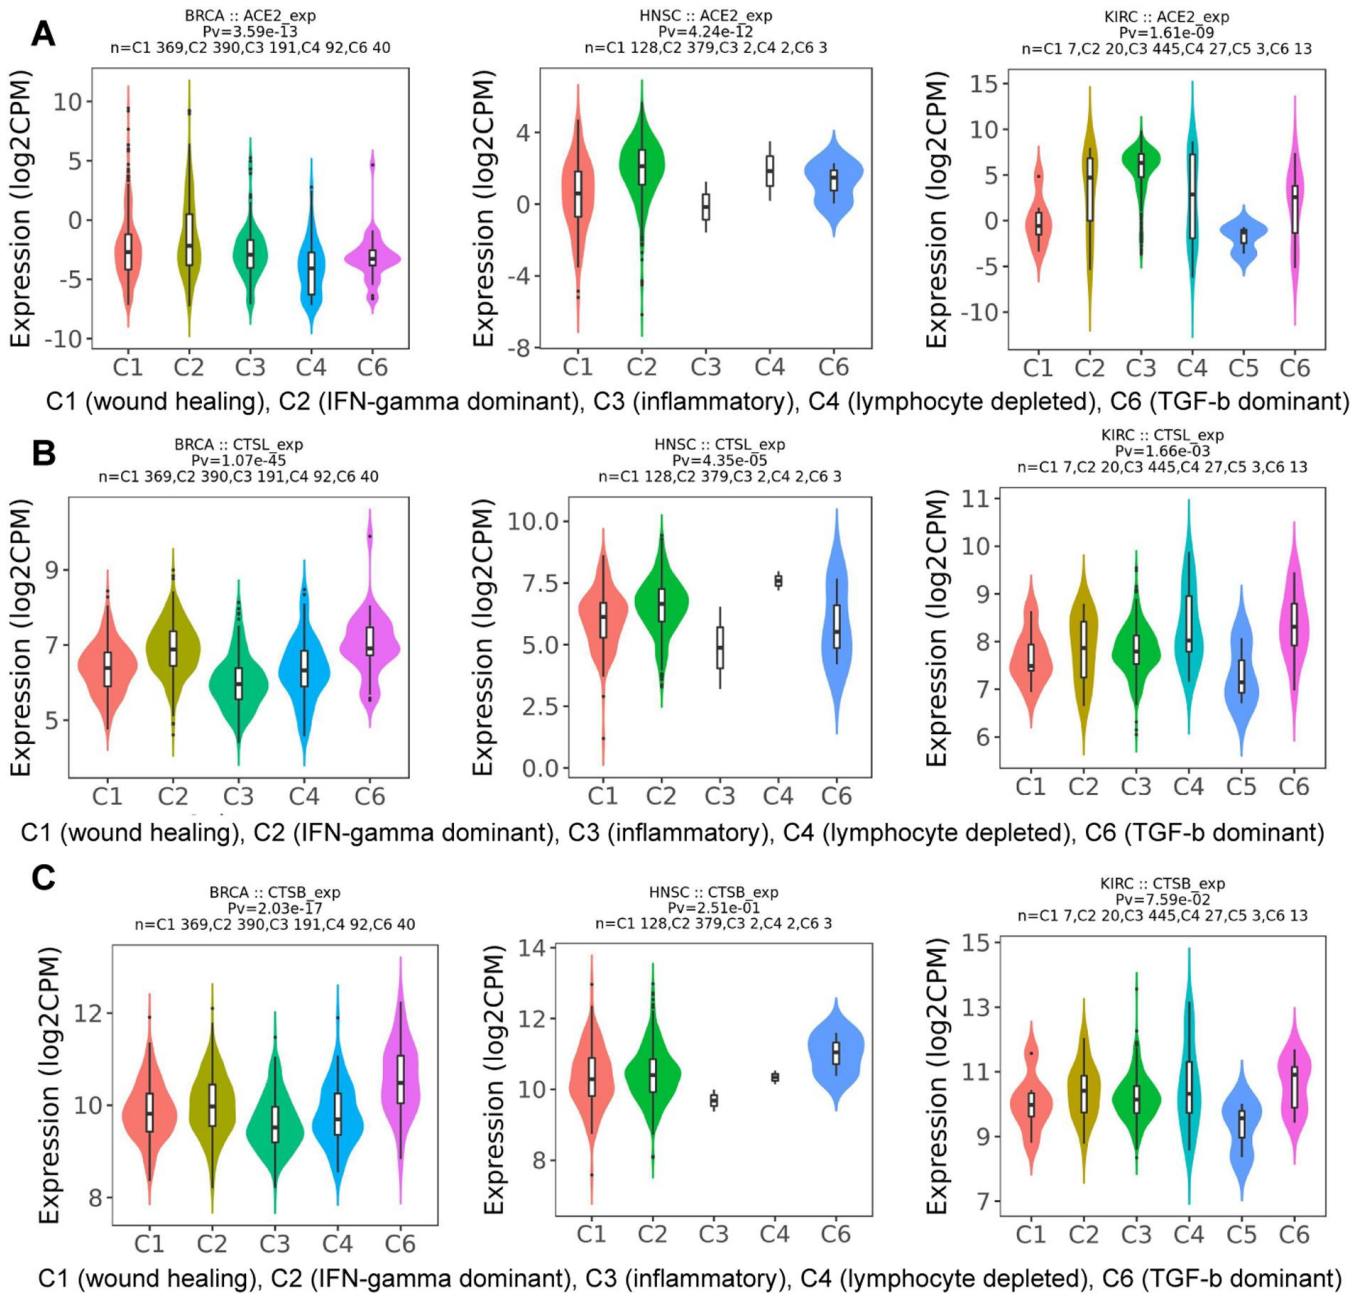 A
BRCA :: ACE2_exp
Pv=3.59e-13
n=C1 369,C2 390,C3 191,C4 92,C6 40
Expression (log2CPM)
10
5
0
-5
-10
C1 C2 C3 C4 C6
HNSC :: ACE2_exp
Pv=4.24e-12
n=C1 128,C2 379,C3 2,C4 2,C6 3
Expression (log2CPM)
4
0
-4
-8
C1 C2 C3 C4 C6
KIRC :: ACE2_exp
Pv=1.61e-09
n=C1 7,C2 20,C3 445,C4 27,C5 3,C6 13
Expression (log2CPM)
15
10
5
0
-5
-10
C1 C2 C3 C4 C5 C6
C1 (wound healing), C2 (IFN-gamma dominant), C3 (inflammatory), C4 (lymphocyte depleted), C6 (TGF-b dominant)
B
BRCA :: CTSL_exp
Pv=1.07e-45
n=C1 369,C2 390,C3 191,C4 92,C6 40
Expression (log2CPM)
9
7
5
C1 C2 C3 C4 C6
HNSC :: CTSL_exp
Pv=4.35e-05
n=C1 128,C2 379,C3 2,C4 2,C6 3
Expression (log2CPM)
10.0
7.5
5.0
2.5
0.0
C1 C2 C3 C4 C6
KIRC :: CTSL_exp
Pv=1.66e-03
n=C1 7,C2 20,C3 445,C4 27,C5 3,C6 13
Expression (log2CPM)
11
10
9
8
7
6
C1 C2 C3 C4 C5 C6
C1 (wound healing), C2 (IFN-gamma dominant), C3 (inflammatory), C4 (lymphocyte depleted), C6 (TGF-b dominant)
C
BRCA :: CTSB_exp
Pv=2.03e-17
n=C1 369,C2 390,C3 191,C4 92,C6 40
Expression (log2CPM)
12
10
8
C1 C2 C3 C4 C6
HNSC :: CTSB_exp
Pv=2.51e-01
n=C1 128,C2 379,C3 2,C4 2,C6 3
Expression (log2CPM)
14
12
10
8
C1 C2 C3 C4 C6
KIRC :: CTSB_exp
Pv=7.59e-02
n=C1 7,C2 20,C3 445,C4 27,C5 3,C6 13
Expression (log2CPM)
15
13
11
9
7
C1 C2 C3 C4 C5 C6
C1 (wound healing), C2 (IFN-gamma dominant), C3 (inflammatory), C4 (lymphocyte depleted), C6 (TGF-b dominant)